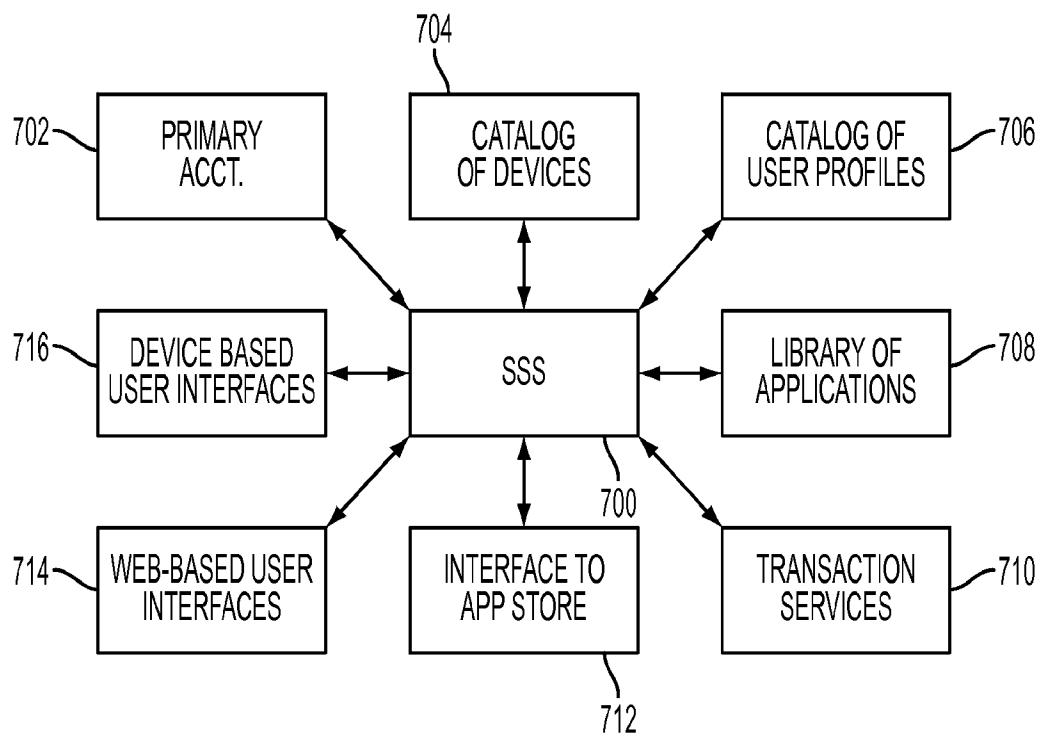 704
702
PRIMARY
ACCT.
CATALOG
OF DEVICES
CATALOG OF
USER PROFILES
706
716
DEVICE BASED
USER INTERFACES
SSS
LIBRARY OF
APPLICATIONS
708
700
714
WEB-BASED USER
INTERFACES
INTERFACE TO
APP STORE
TRANSACTION
SERVICES
710
712